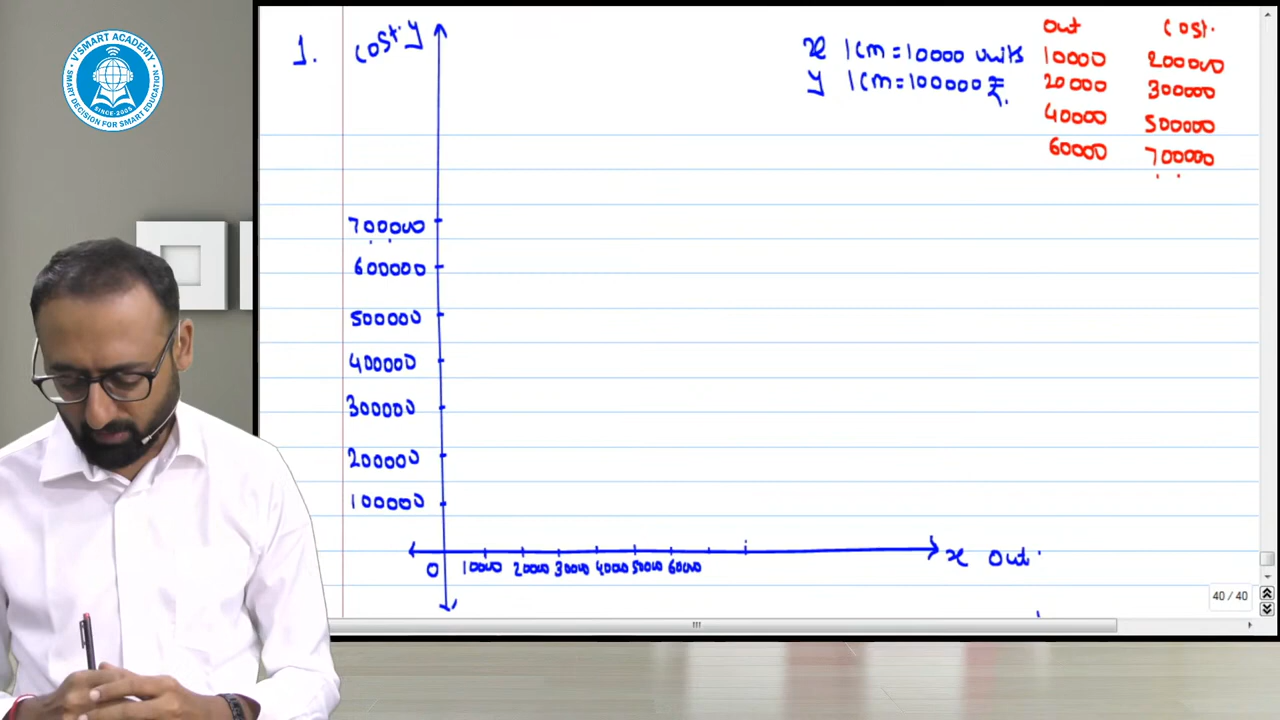 V'SMART ACADEMY
SINCE-2005
SMART DECISION FOR SMART EDUCATION
1.
Cost. y
x 1cm = 10000 units
y 1cm = 100000 ₹.
out cost.
10000 200000
20000 300000
40000 500000
60000 700000
700000
600000
500000
400000
300000
200000
100000
0 10000 20000 30000 40000 50000 60000
x out.
40 / 40